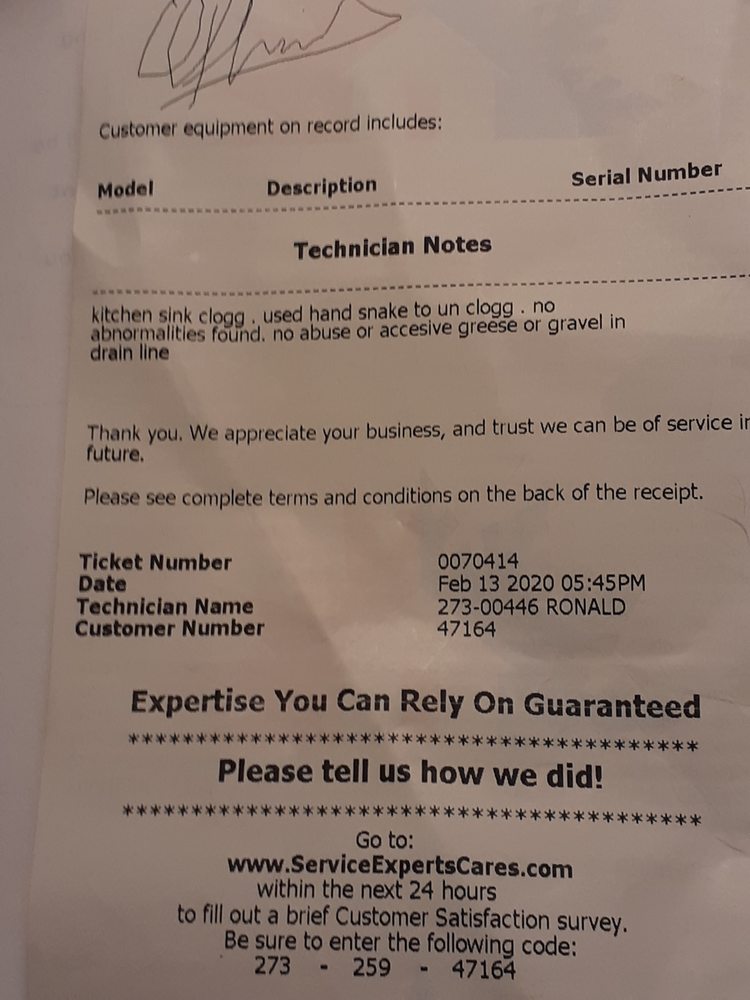 Customer equipment on record includes:
Model Description Serial Number
Technician Notes
kitchen sink clogg . used hand snake to un clogg . no
abnormalities found. no abuse or accesive greese or gravel in
drain line
Thank you. We appreciate your business, and trust we can be of service in
future.
Please see complete terms and conditions on the back of the receipt.
Ticket Number 0070414
Date Feb 13 2020 05:45PM
Technician Name 273-00446 RONALD
Customer Number 47164
Expertise You Can Rely On Guaranteed
******************************************
Please tell us how we did!
******************************************
Go to:
www.ServiceExpertsCares.com
within the next 24 hours
to fill out a brief Customer Satisfaction survey.
Be sure to enter the following code:
273 - 259 - 47164